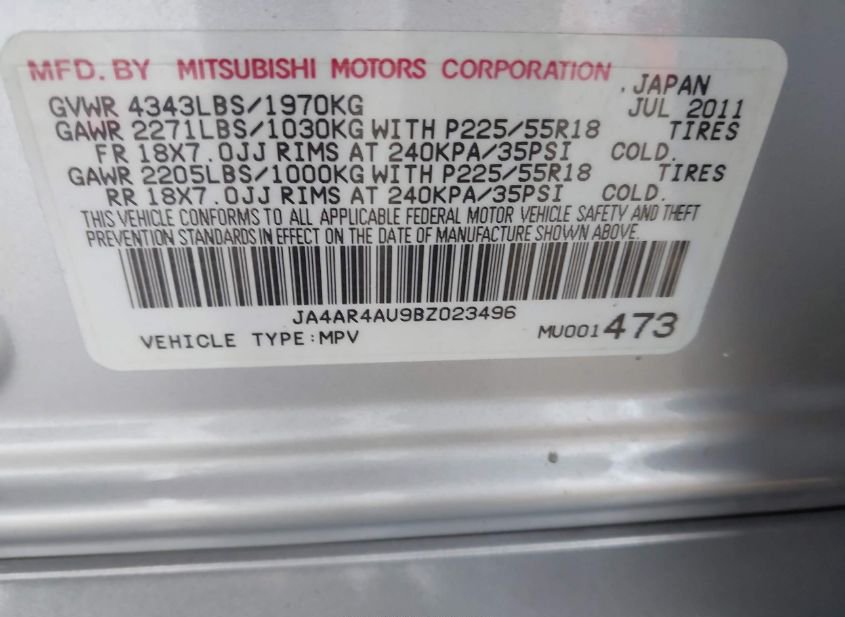 MFD. BY MITSUBISHI MOTORS CORPORATION . JAPAN
GVWR 4343LBS/1970KG JUL 2011
GAWR 2271LBS/1030KG WITH P225/55R18 TIRES
FR 18X7.0JJ RIMS AT 240KPA/35PSI COLD.
GAWR 2205LBS/1000KG WITH P225/55R18 TIRES
RR 18X7.0JJ RIMS AT 240KPA/35PSI COLD.
THIS VEHICLE CONFORMS TO ALL APPLICABLE FEDERAL MOTOR VEHICLE SAFETY AND THEFT
PREVENTION STANDARDS IN EFFECT ON THE DATE OF MANUFACTURE SHOWN ABOVE.
JA4AR4AU9BZ023496
VEHICLE TYPE:MPV MU001473